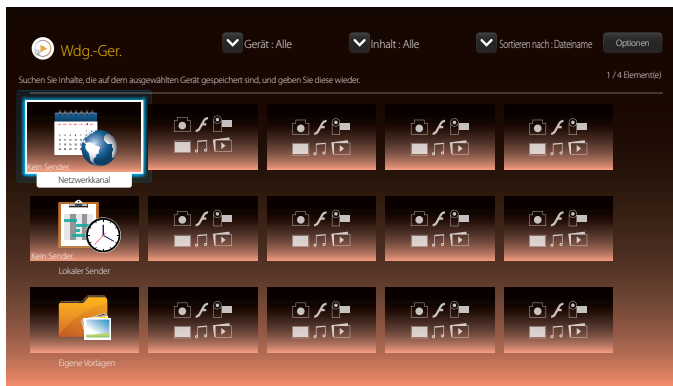 Wdg.-Ger.
Gerät : Alle
Inhalt : Alle
Sortieren nach : Dateiname
Optionen
Suchen Sie Inhalte, die auf dem ausgewählten Gerät gespeichert sind, und geben Sie diese wieder.
1 / 4 Element(e)
Kein Sender.
Netzwerkkanal
Kein Sender.
Lokaler Sender
Eigene Vorlagen